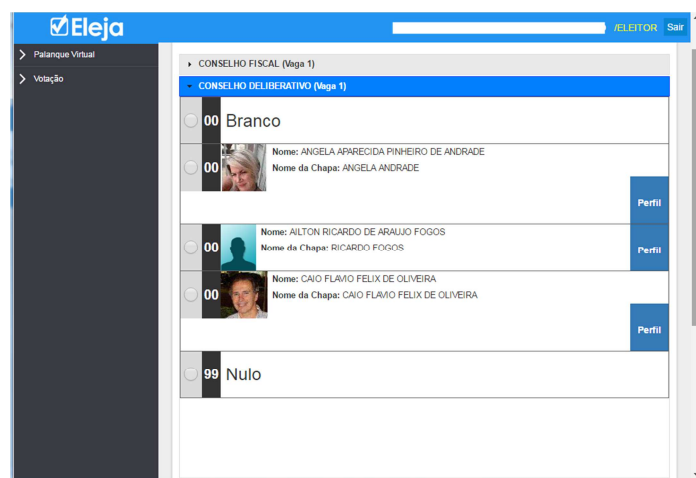 Eleja
/ELEITOR Sair
Palanque Virtual
Votação
CONSELHO FISCAL (Vaga 1)
CONSELHO DELIBERATIVO (Vaga 1)
00 Branco
00
Nome: ANGELA APARECIDA PINHEIRO DE ANDRADE
Nome da Chapa: ANGELA ANDRADE
Perfil
00
Nome: AILTON RICARDO DE ARAUJO FOGOS
Nome da Chapa: RICARDO FOGOS
Perfil
00
Nome: CAIO FLAVIO FELIX DE OLIVEIRA
Nome da Chapa: CAIO FLAVIO FELIX DE OLIVEIRA
Perfil
99 Nulo